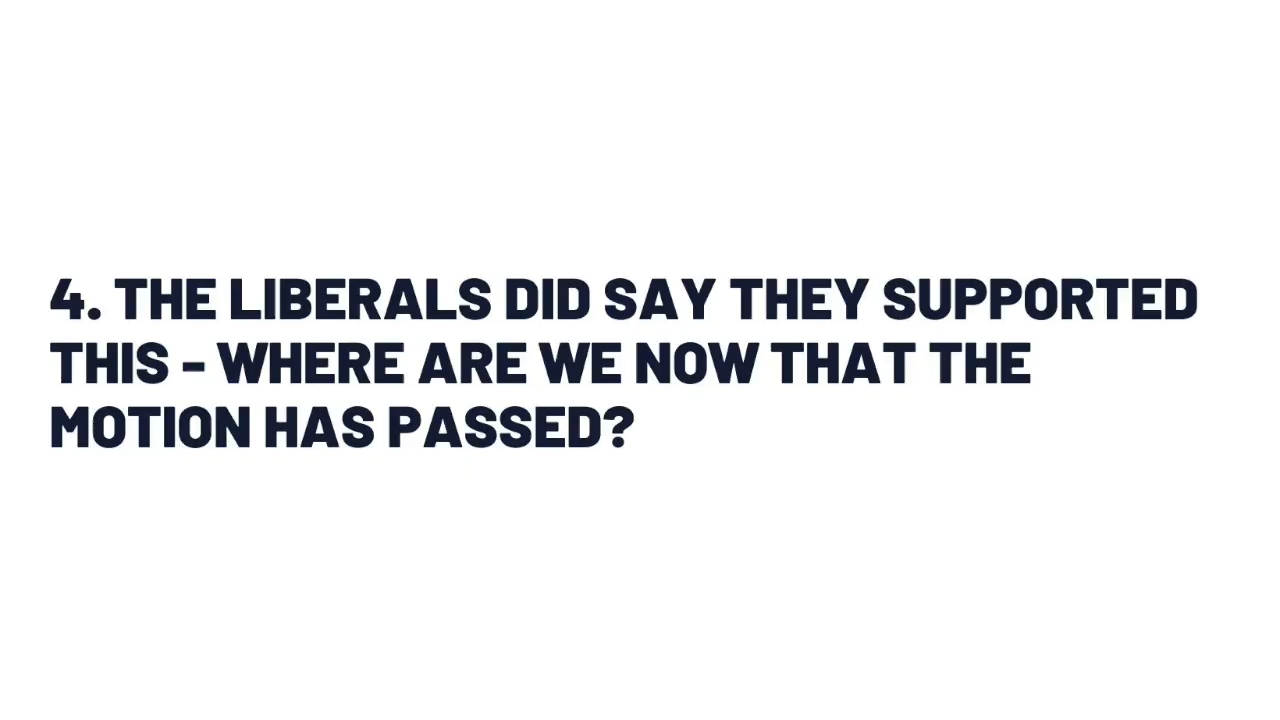 4. THE LIBERALS DID SAY THEY SUPPORTED
THIS - WHERE ARE WE NOW THAT THE
MOTION HAS PASSED?